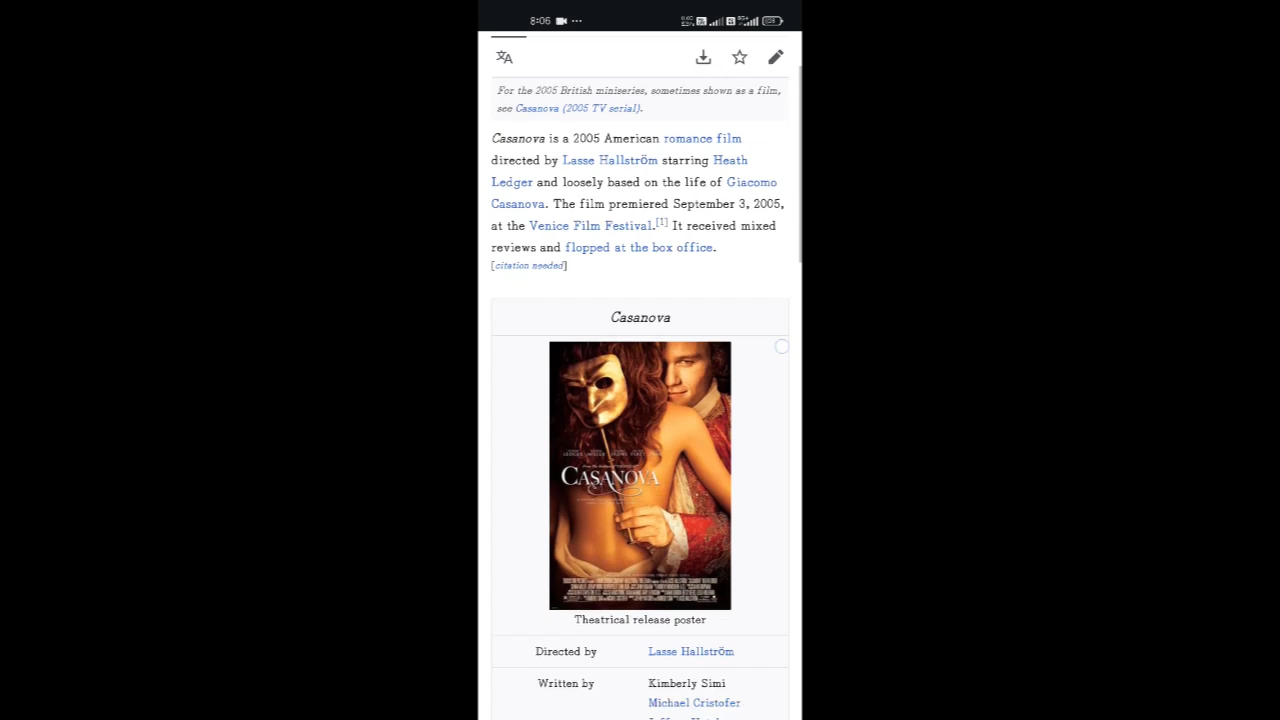 8:06
For the 2005 British miniseries, sometimes shown as a film,
see Casanova (2005 TV serial).
Casanova is a 2005 American romance film
directed by Lasse Hallström starring Heath
Ledger and loosely based on the life of Giacomo
Casanova. The film premiered September 3, 2005,
at the Venice Film Festival.[1] It received mixed
reviews and flopped at the box office.
[citation needed]
Casanova
CASANOVA
Theatrical release poster
Directed by Lasse Hallström
Written by Kimberly Simi
Michael Cristofer